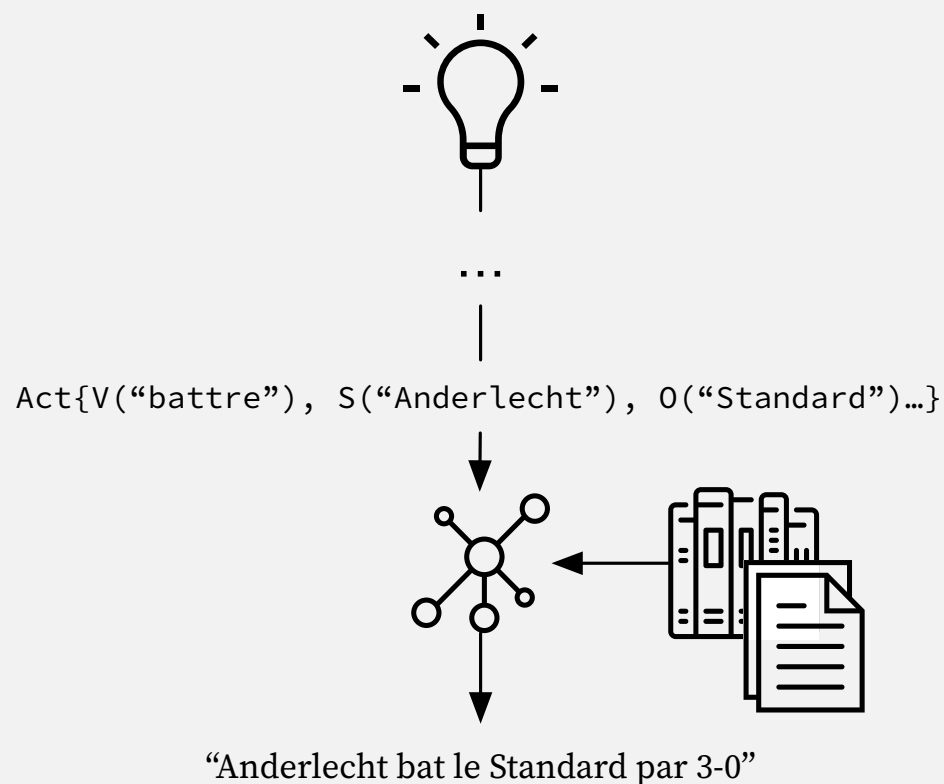 ...
Act{V(“battre”), S(“Anderlecht”), O(“Standard”)…}
“Anderlecht bat le Standard par 3-0”